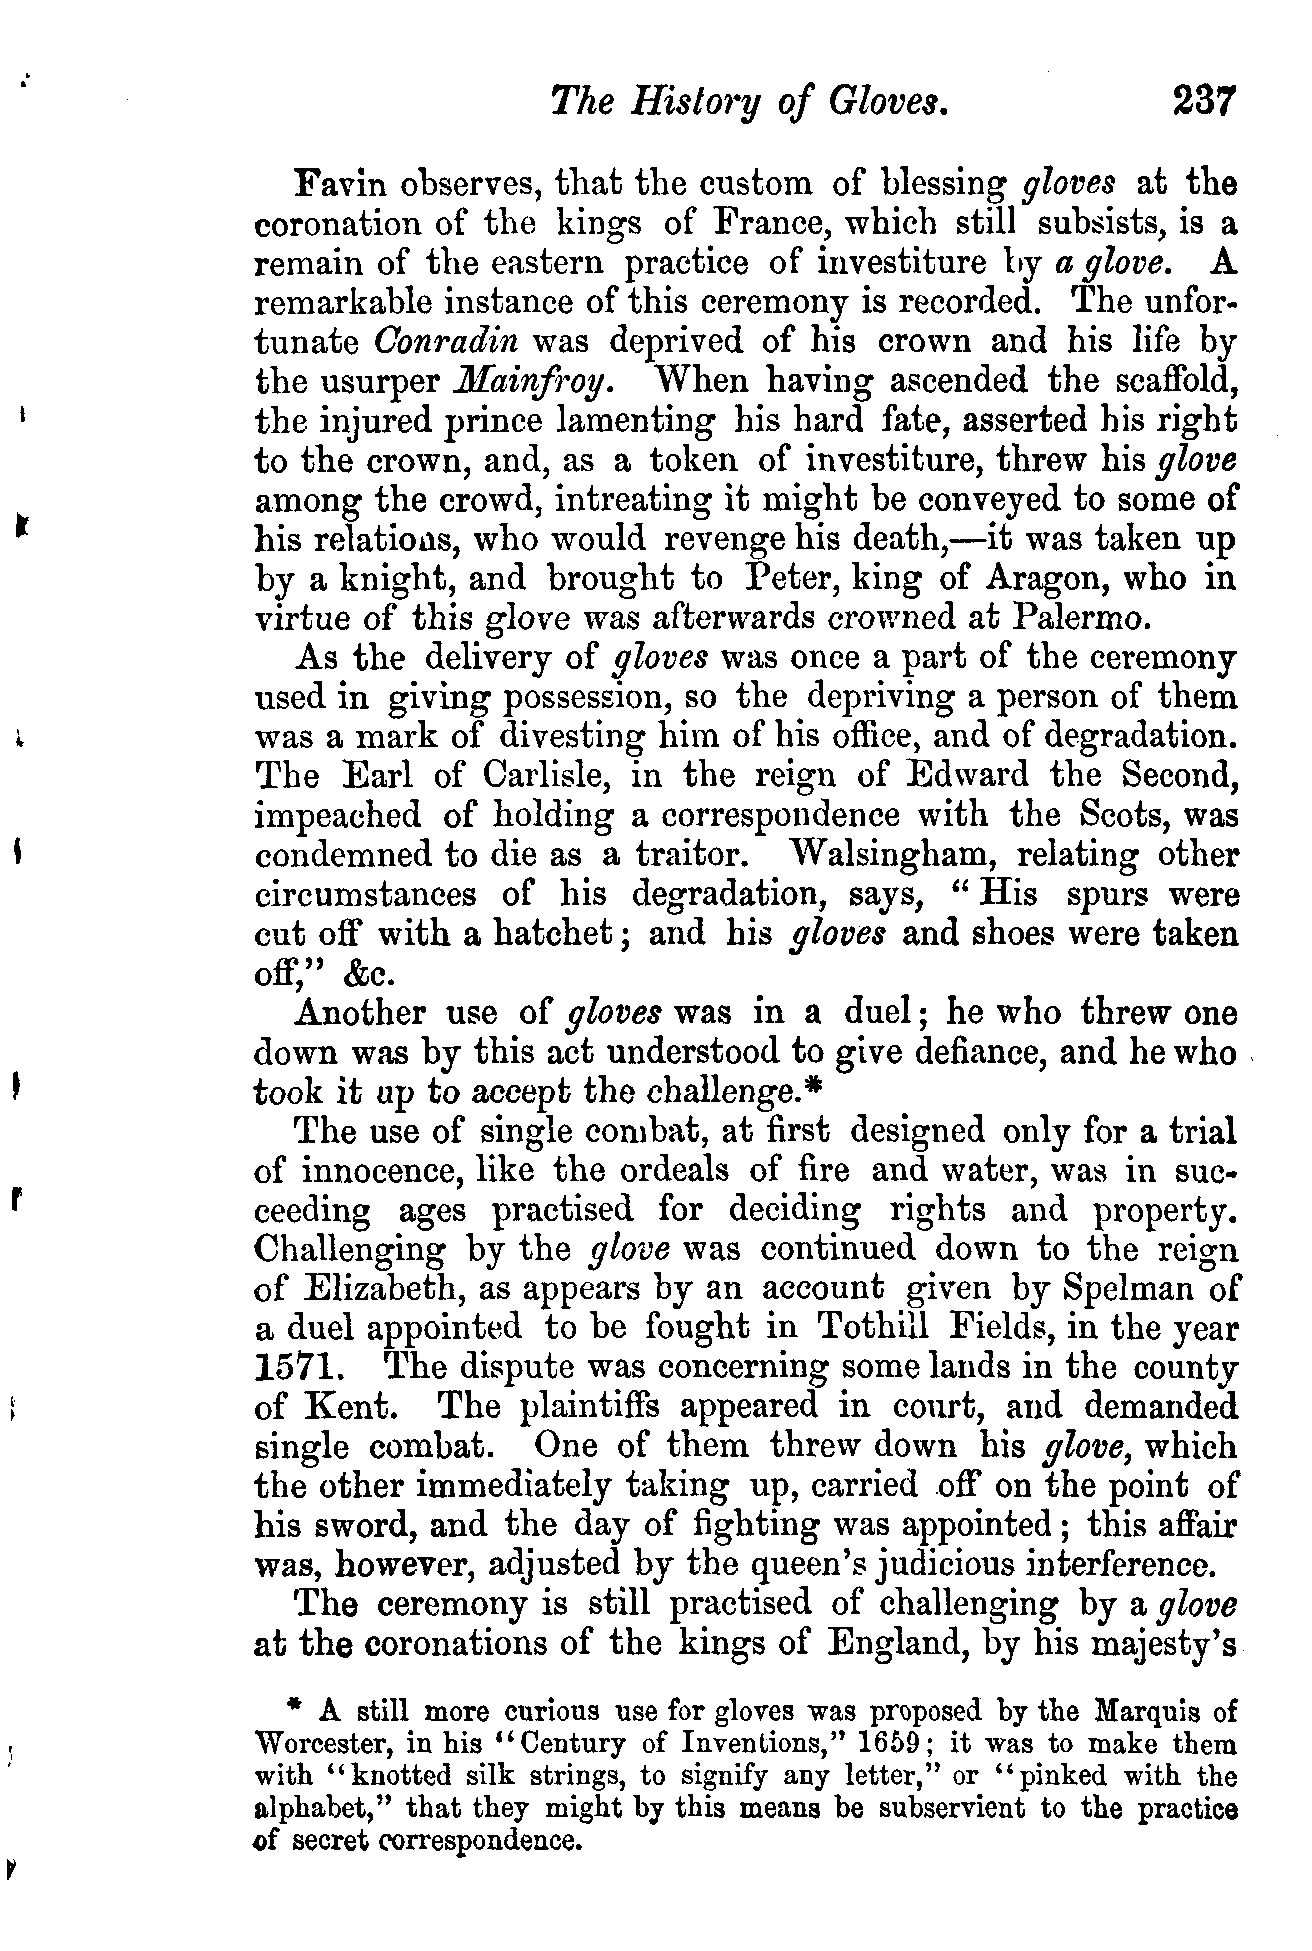 The History of Gloves. 237
Favin observes, that the custom of blessing gloves at the
coronation of the kings of France, which still subsists, is a
remain of the eastern practice of investiture by a glove. A
remarkable instance of this ceremony is recorded. The unfor-
tunate Conradin was deprived of his crown and his life by
the usurper Mainfroy. When having ascended the scaffold,
the injured prince lamenting his hard fate, asserted his right
to the crown, and, as a token of investiture, threw his glove
among the crowd, intreating it might be conveyed to some of
his relations, who would revenge his death,—it was taken up
by a knight, and brought to Peter, king of Aragon, who in
virtue of this glove was afterwards crowned at Palermo.
As the delivery of gloves was once a part of the ceremony
used in giving possession, so the depriving a person of them
was a mark of divesting him of his office, and of degradation.
The Earl of Carlisle, in the reign of Edward the Second,
impeached of holding a correspondence with the Scots, was
condemned to die as a traitor. Walsingham, relating other
circumstances of his degradation, says, “His spurs were
cut off with a hatchet; and his gloves and shoes were taken
off,” &c.
Another use of gloves was in a duel; he who threw one
down was by this act understood to give defiance, and he who
took it up to accept the challenge.*
The use of single combat, at first designed only for a trial
of innocence, like the ordeals of fire and water, was in suc-
ceeding ages practised for deciding rights and property.
Challenging by the glove was continued down to the reign
of Elizabeth, as appears by an account given by Spelman of
a duel appointed to be fought in Tothill Fields, in the year
1571. The dispute was concerning some lands in the county
of Kent. The plaintiffs appeared in court, and demanded
single combat. One of them threw down his glove, which
the other immediately taking up, carried off on the point of
his sword, and the day of fighting was appointed; this affair
was, however, adjusted by the queen’s judicious interference.
The ceremony is still practised of challenging by a glove
at the coronations of the kings of England, by his majesty’s
* A still more curious use for gloves was proposed by the Marquis of
Worcester, in his “Century of Inventions,” 1659; it was to make them
with “knotted silk strings, to signify any letter,” or “pinked with the
alphabet,” that they might by this means be subservient to the practice
of secret correspondence.